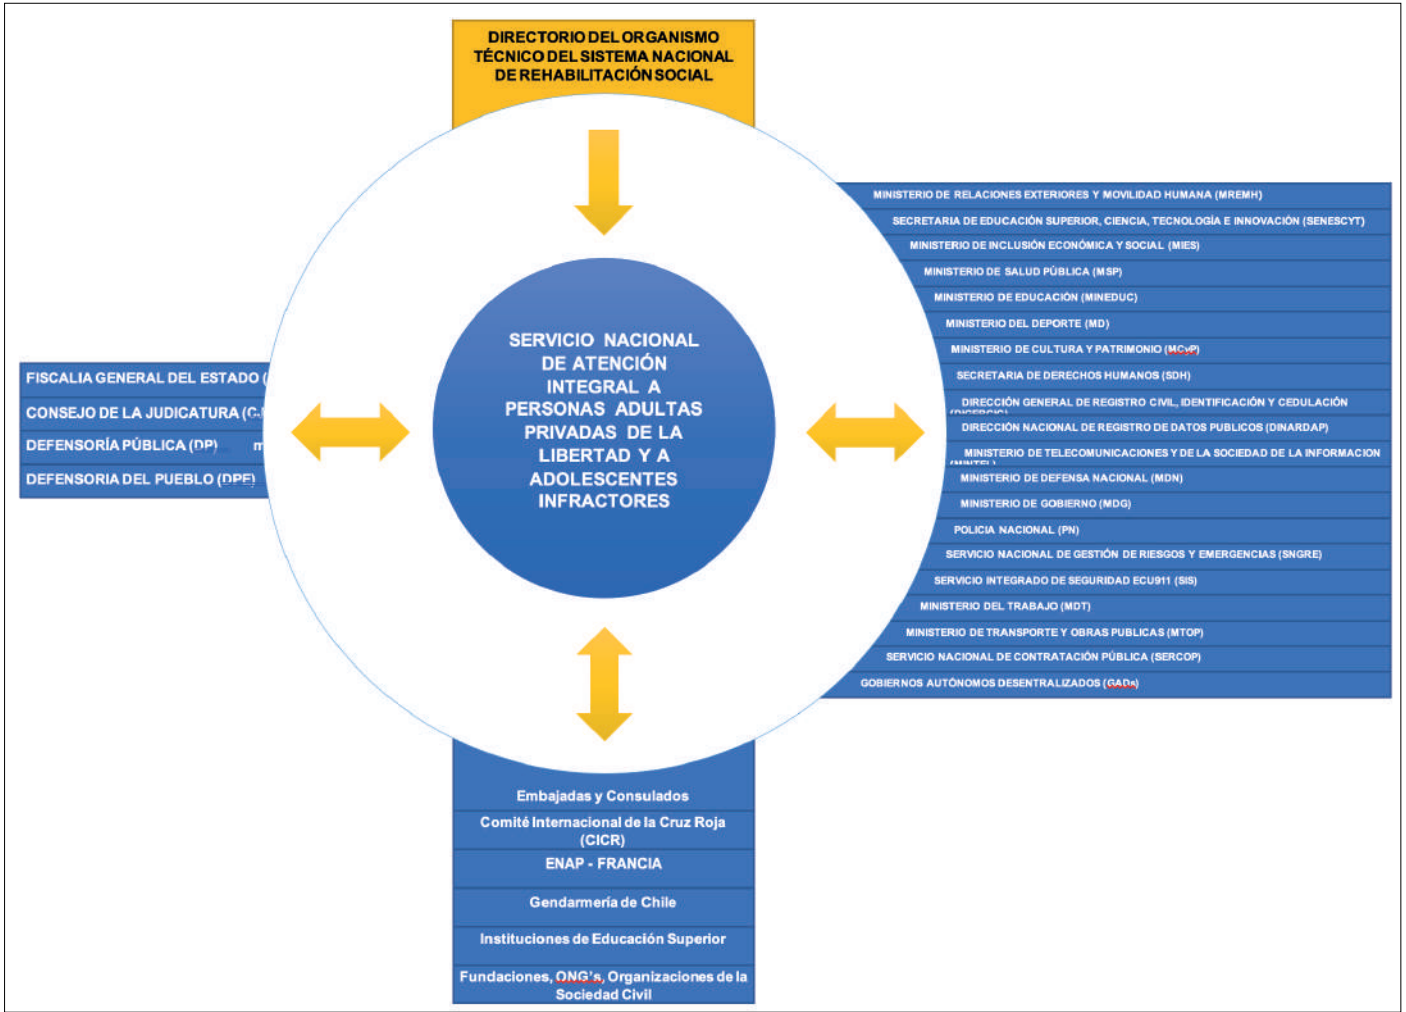 DIRECTORIO DEL ORGANISMO
TÉCNICO DEL SISTEMA NACIONAL
DE REHABILITACIÓN SOCIAL
FISCALIA GENERAL DEL ESTADO (
CONSEJO DE LA JUDICATURA (CJ
DEFENSORÍA PÚBLICA (DP)
DEFENSORIA DEL PUEBLO (DPE)
SERVICIO NACIONAL
DE ATENCIÓN
INTEGRAL A
PERSONAS ADULTAS
PRIVADAS DE LA
LIBERTAD Y A
ADOLESCENTES
INFRACTORES
MINISTERIO DE RELACIONES EXTERIORES Y MOVILIDAD HUMANA (MREMH)
SECRETARIA DE EDUCACIÓN SUPERIOR, CIENCIA, TECNOLOGÍA E INNOVACIÓN (SENESCYT)
MINISTERIO DE INCLUSIÓN ECONÓMICA Y SOCIAL (MIES)
MINISTERIO DE SALUD PÚBLICA (MSP)
MINISTERIO DE EDUCACIÓN (MINEDUC)
MINISTERIO DEL DEPORTE (MD)
MINISTERIO DE CULTURA Y PATRIMONIO (MCyP)
SECRETARIA DE DERECHOS HUMANOS (SDH)
DIRECCIÓN GENERAL DE REGISTRO CIVIL, IDENTIFICACIÓN Y CEDULACIÓN
DIRECCIÓN NACIONAL DE REGISTRO DE DATOS PUBLICOS (DINARDAP)
MINISTERIO DE TELECOMUNICACIONES Y DE LA SOCIEDAD DE LA INFORMACION
MINISTERIO DE DEFENSA NACIONAL (MDN)
MINISTERIO DE GOBIERNO (MDG)
POLICIA NACIONAL (PN)
SERVICIO NACIONAL DE GESTIÓN DE RIESGOS Y EMERGENCIAS (SNGRE)
SERVICIO INTEGRADO DE SEGURIDAD ECU911 (SIS)
MINISTERIO DEL TRABAJO (MDT)
MINISTERIO DE TRANSPORTE Y OBRAS PUBLICAS (MTOP)
SERVICIO NACIONAL DE CONTRATACIÓN PÚBLICA (SERCOP)
GOBIERNOS AUTÓNOMOS DESENTRALIZADOS (GADs)
Embajadas y Consulados
Comité Internacional de la Cruz Roja
(CICR)
ENAP - FRANCIA
Gendarmería de Chile
Instituciones de Educación Superior
Fundaciones, ONG's, Organizaciones de la
Sociedad Civil